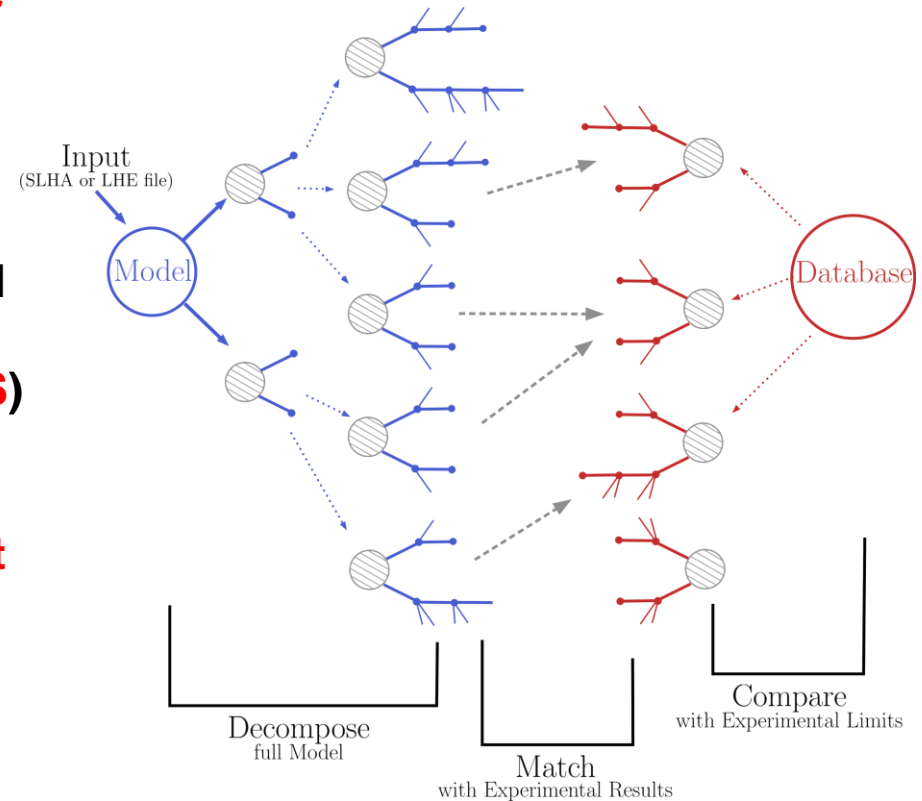 Input
(SLHA or LHE file)
Model
Database
S)
t
Decompose
full Model
Match
with Experimental Results
Compare
with Experimental Limits